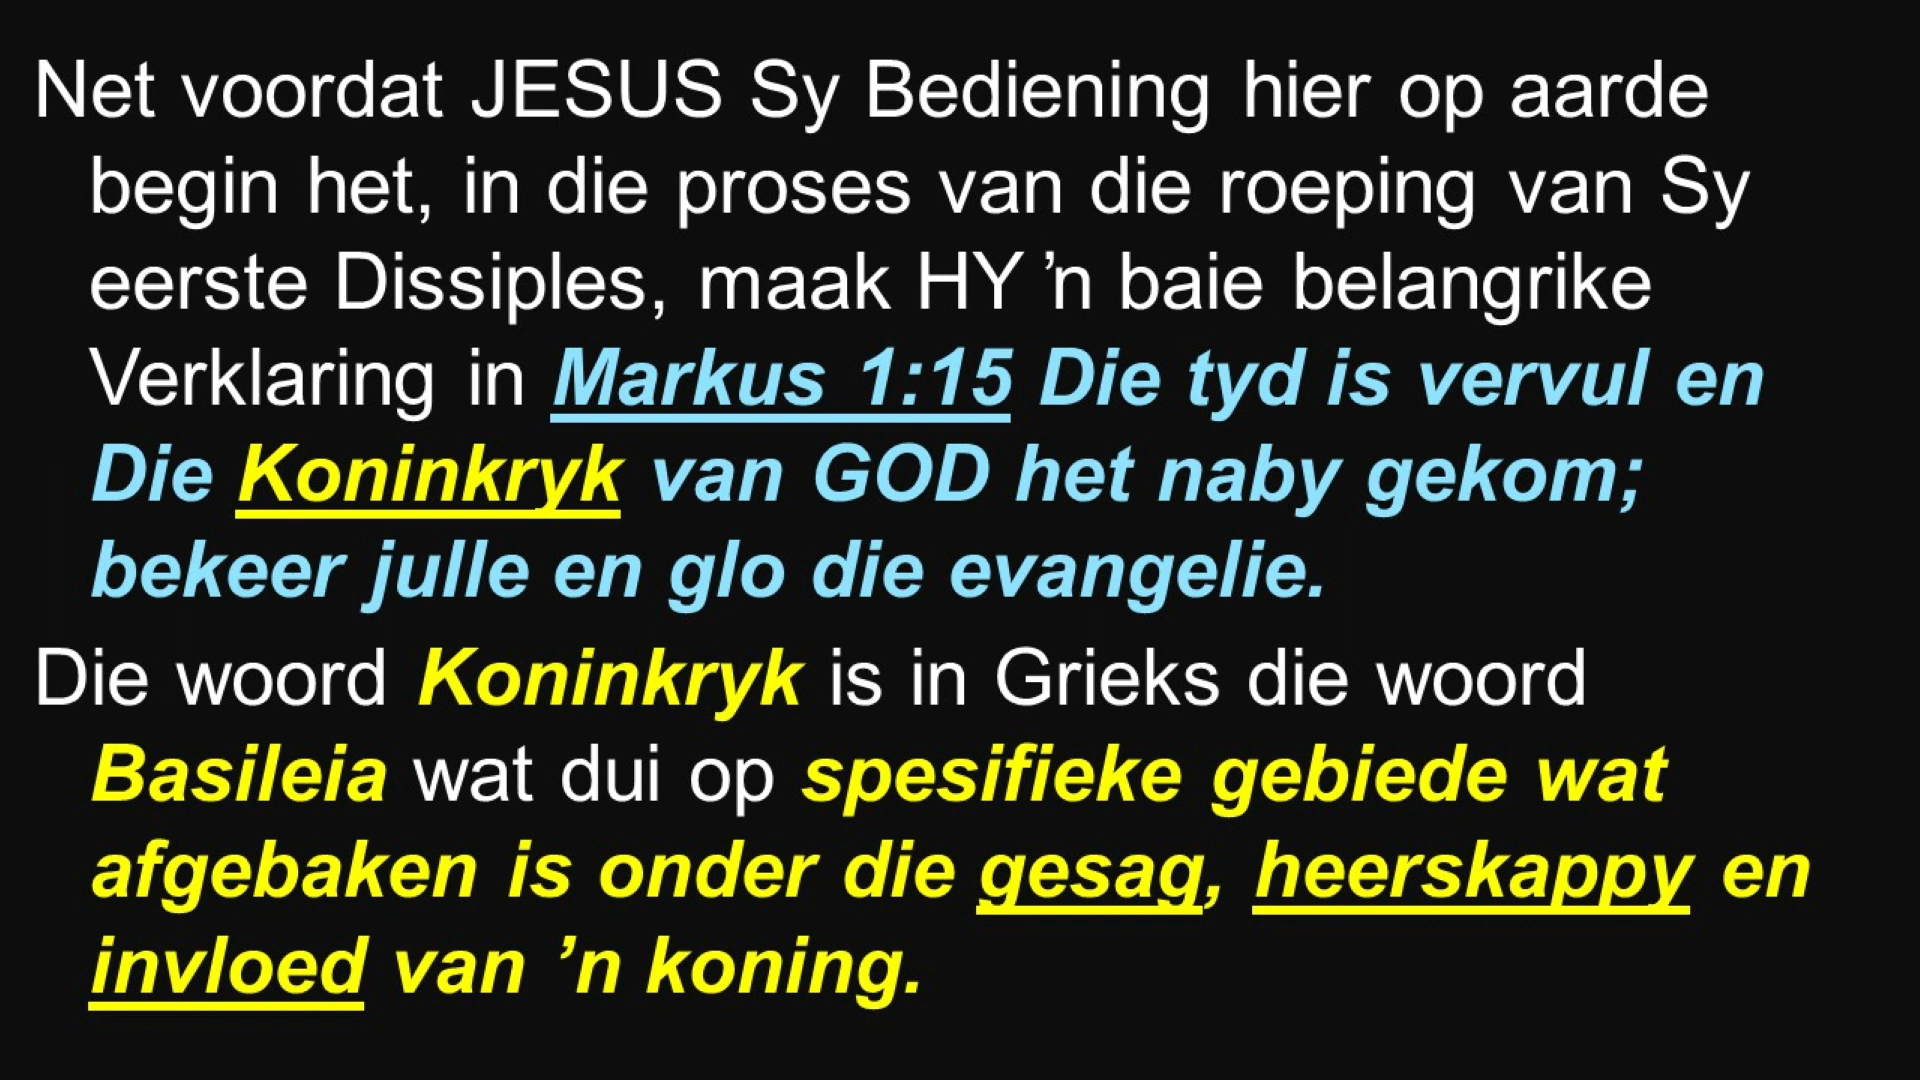 Net voordat JESUS Sy Bediening hier op aarde
begin het, in die proses van die roeping van Sy
eerste Dissiples, maak HY ’n baie belangrike
Verklaring in Markus 1:15 Die tyd is vervul en
Die Koninkryk van GOD het naby gekom;
bekeer julle en glo die evangelie.
Die woord Koninkryk is in Grieks die woord
Basileia wat dui op spesifieke gebiede wat
afgebaken is onder die gesag, heerskappy en
invloed van ’n koning.